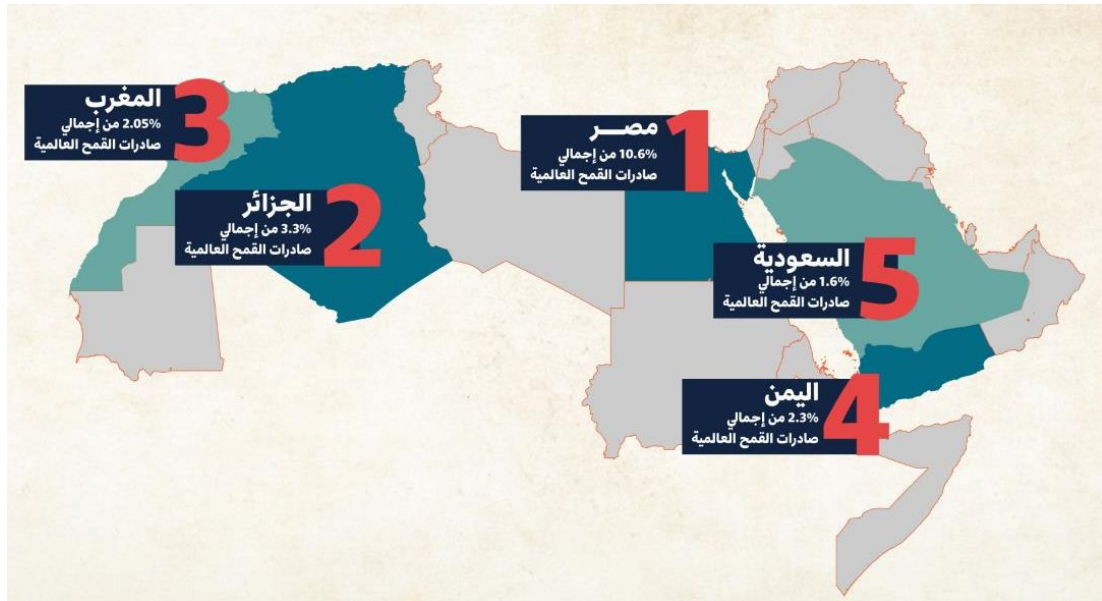 1
مصــر
10.6% من إجمالي
صادرات القمح العالمية
2
الجزائر
3.3% من إجمالي
صادرات القمح العالمية
3
المغرب
2.05% من إجمالي
صادرات القمح العالمية
4
اليمن
2.3% من إجمالي
صادرات القمح العالمية
5
السعودية
1.6% من إجمالي
صادرات القمح العالمية